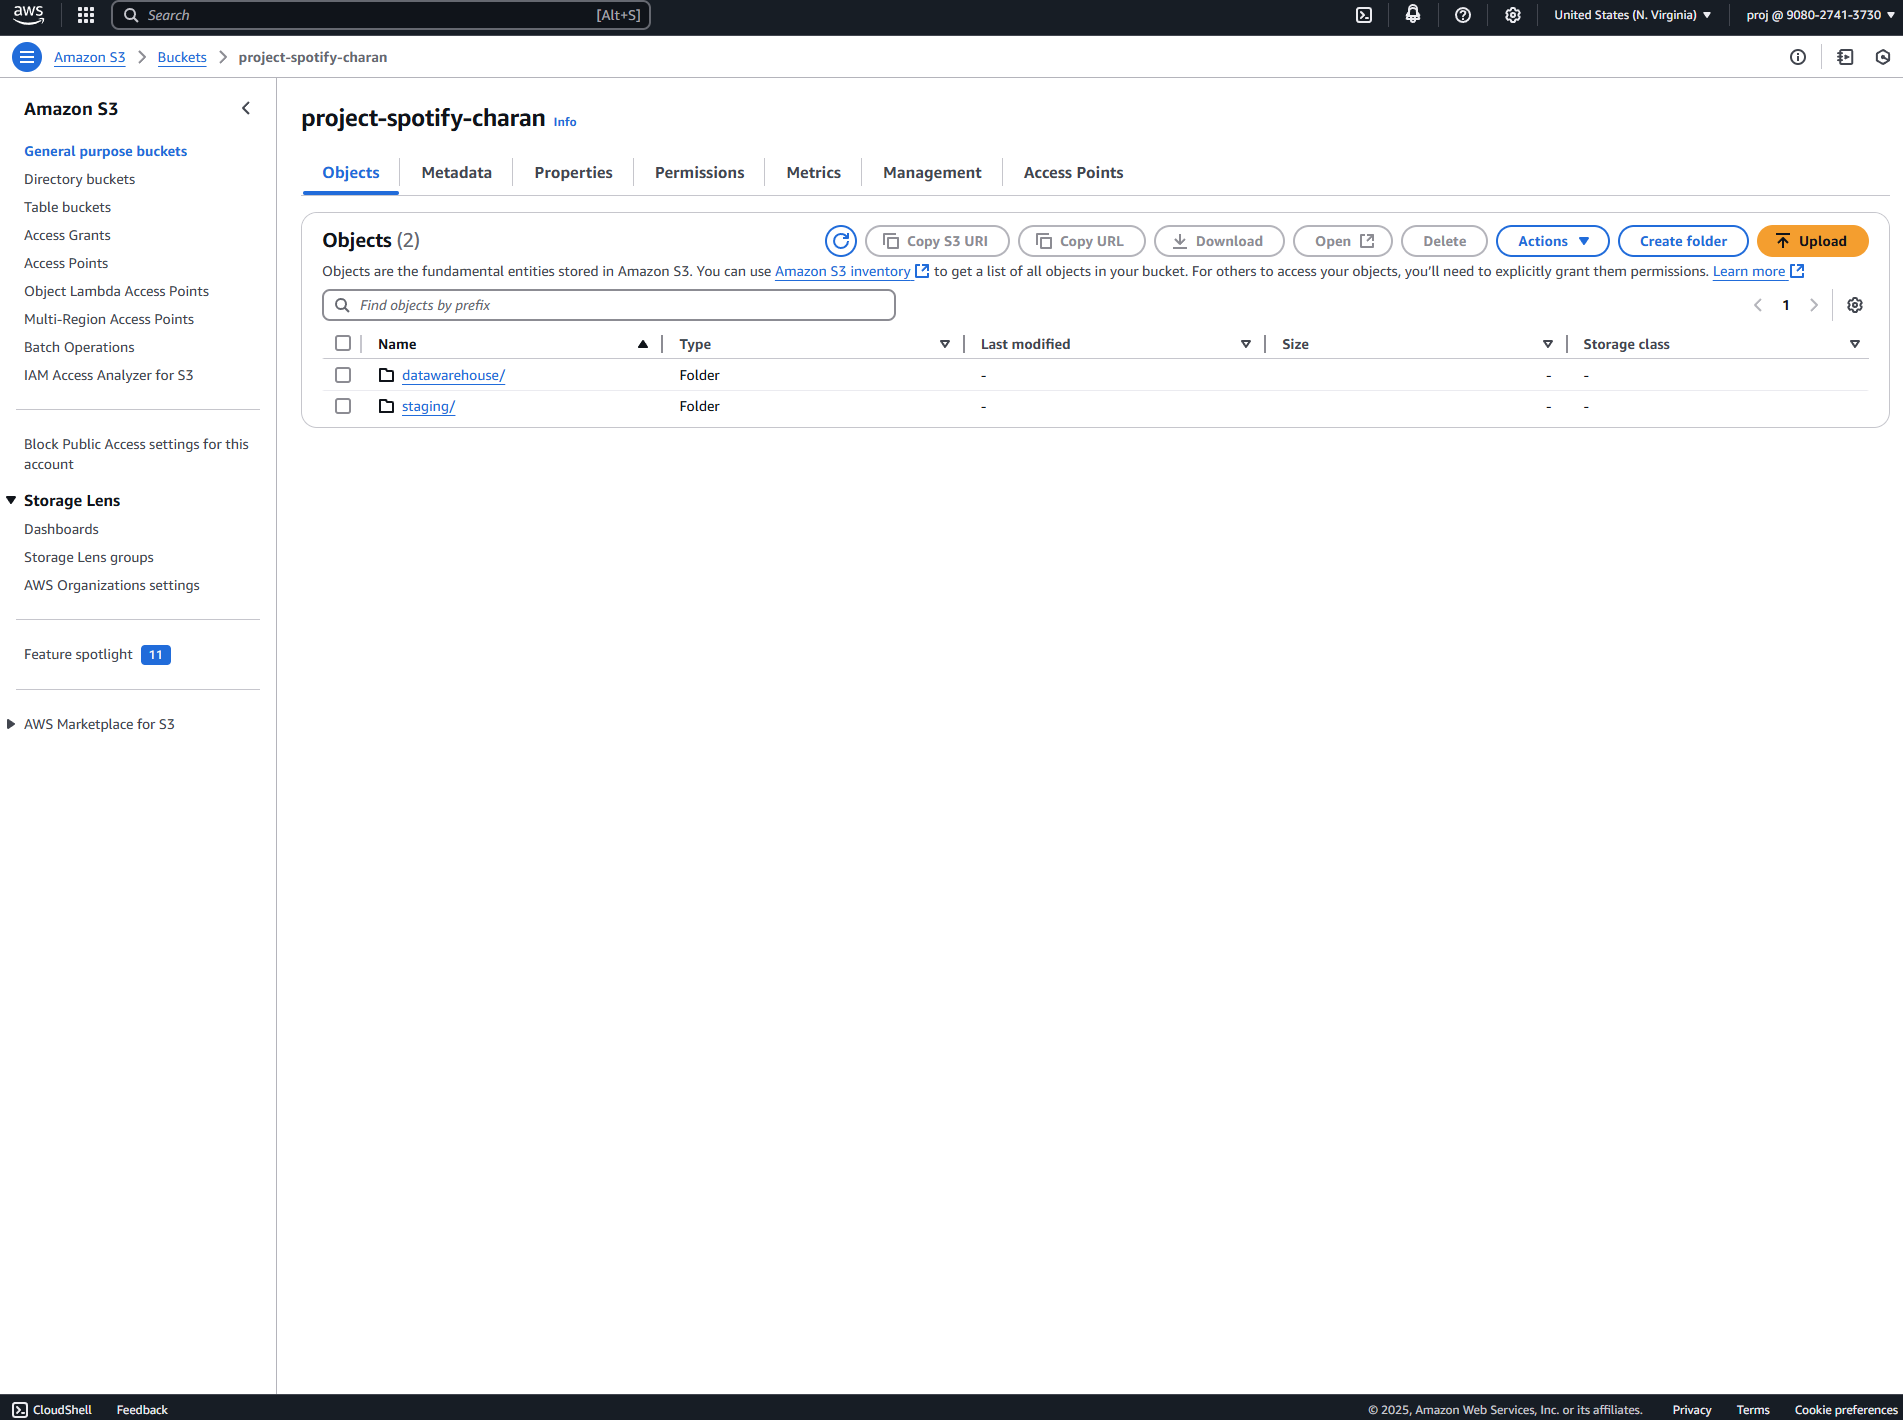 aws
Search [Alt+S]
United States (N. Virginia)
proj @ 9080-2741-3730
Amazon S3 > Buckets > project-spotify-charan
Amazon S3
General purpose buckets
Directory buckets
Table buckets
Access Grants
Access Points
Object Lambda Access Points
Multi-Region Access Points
Batch Operations
IAM Access Analyzer for S3
Block Public Access settings for this
account
Storage Lens
Dashboards
Storage Lens groups
AWS Organizations settings
Feature spotlight 11
AWS Marketplace for S3
project-spotify-charan Info
Objects Metadata Properties Permissions Metrics Management Access Points
Objects (2)
Copy S3 URI Copy URL Download Open Delete Actions Create folder Upload
Objects are the fundamental entities stored in Amazon S3. You can use Amazon S3 inventory to get a list of all objects in your bucket. For others to access your objects, you'll need to explicitly grant them permissions. Learn more
Find objects by prefix
1
Name Type Last modified Size Storage class
datawarehouse/ Folder - - -
staging/ Folder - - -
CloudShell Feedback © 2025, Amazon Web Services, Inc. or its affiliates. Privacy Terms Cookie preferences